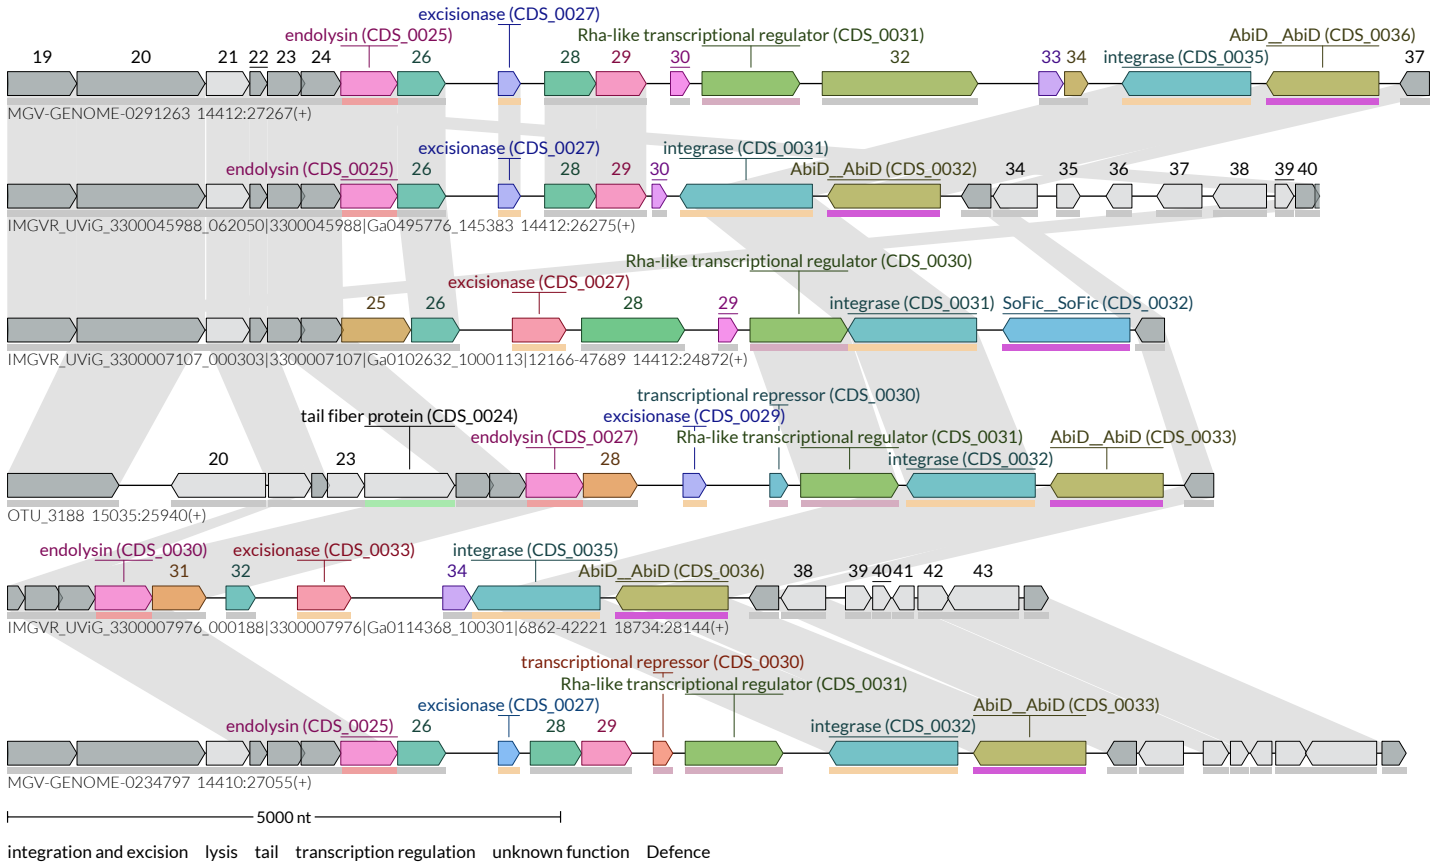 excisionase (CDS_0027)
endolysin (CDS_0025) Rha-like transcriptional regulator (CDS_0031) AbiD__AbiD (CDS_0036)
19 20 21 22 23 24 26 28 29 30 32 33 34 integrase (CDS_0035) 37
MGV-GENOME-0291263 14412:27267(+)
excisionase (CDS_0027) integrase (CDS_0031)
endolysin (CDS_0025) 26 28 29 30 AbiD__AbiD (CDS_0032) 34 35 36 37 38 39 40
IMGVR_UViG_3300045988_062050|3300045988|Ga0495776_145383 14412:26275(+)
Rha-like transcriptional regulator (CDS_0030)
excisionase (CDS_0027)
25 26 28 29 integrase (CDS_0031) SoFic__SoFic (CDS_0032)
IMGVR_UViG_3300007107_000303|3300007107|Ga0102632_1000113|12166-47689 14412:24872(+)
transcriptional repressor (CDS_0030)
tail fiber protein (CDS_0024) excisionase (CDS_0029)
endolysin (CDS_0027) Rha-like transcriptional regulator (CDS_0031) AbiD__AbiD (CDS_0033)
20 23 28 integrase (CDS_0032)
OTU_3188 15035:25940(+)
endolysin (CDS_0030) excisionase (CDS_0033) integrase (CDS_0035)
31 32 34 AbiD__AbiD (CDS_0036) 38 39 40 41 42 43
IMGVR_UViG_3300007976_000188|3300007976|Ga0114368_100301|6862-42221 18734:28144(+)
transcriptional repressor (CDS_0030)
Rha-like transcriptional regulator (CDS_0031)
excisionase (CDS_0027) AbiD__AbiD (CDS_0033)
endolysin (CDS_0025) 26 28 29 integrase (CDS_0032)
MGV-GENOME-0234797 14410:27055(+)
5000 nt
integration and excision lysis tail transcription regulation unknown function Defence